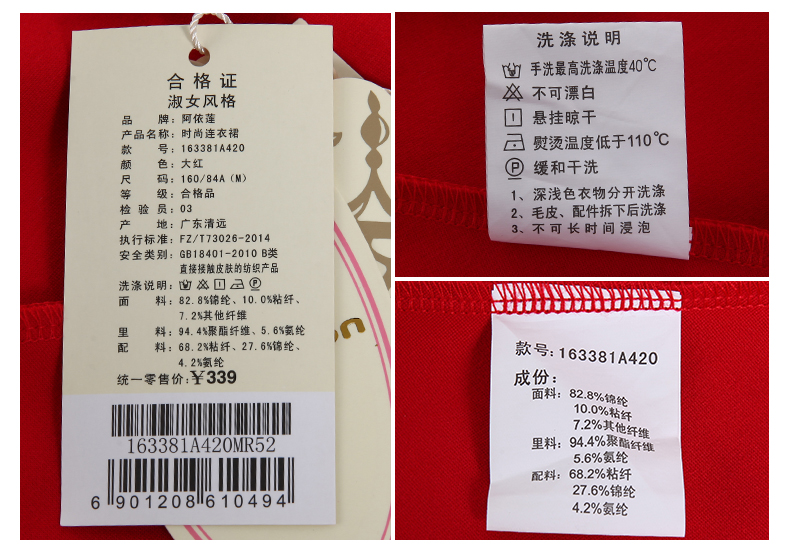 合格证
淑女风格
品 牌：阿依莲
产品名称：时尚连衣裙
款 号：163381A420
颜 色：大红
尺 码：160/84A（M）
等 级：合格品
检 验 员：03
产 地：广东清远
执行标准：FZ/T73026-2014
安全类别：GB18401-2010 B类
直接接触皮肤的纺织产品
洗涤说明：
面 料：82.8%锦纶、10.0%粘纤、
7.2%其他纤维
里 料：94.4%聚酯纤维、5.6%氨纶
配 料：68.2%粘纤、27.6%锦纶、
4.2%氨纶
统一零售价：￥339
163381A420MR52
6 901208 610494
洗涤说明
手洗最高洗涤温度40℃
不可漂白
悬挂晾干
熨烫温度低于110℃
P 缓和干洗
1、深浅色衣物分开洗涤
2、毛皮、配件拆下后洗涤
3、不可长时间浸泡
款号：163381A420
成份：
面料：82.8%锦纶
10.0%粘纤
7.2%其他纤维
里料：94.4%聚酯纤维
5.6%氨纶
配料：68.2%粘纤
27.6%锦纶
4.2%氨纶